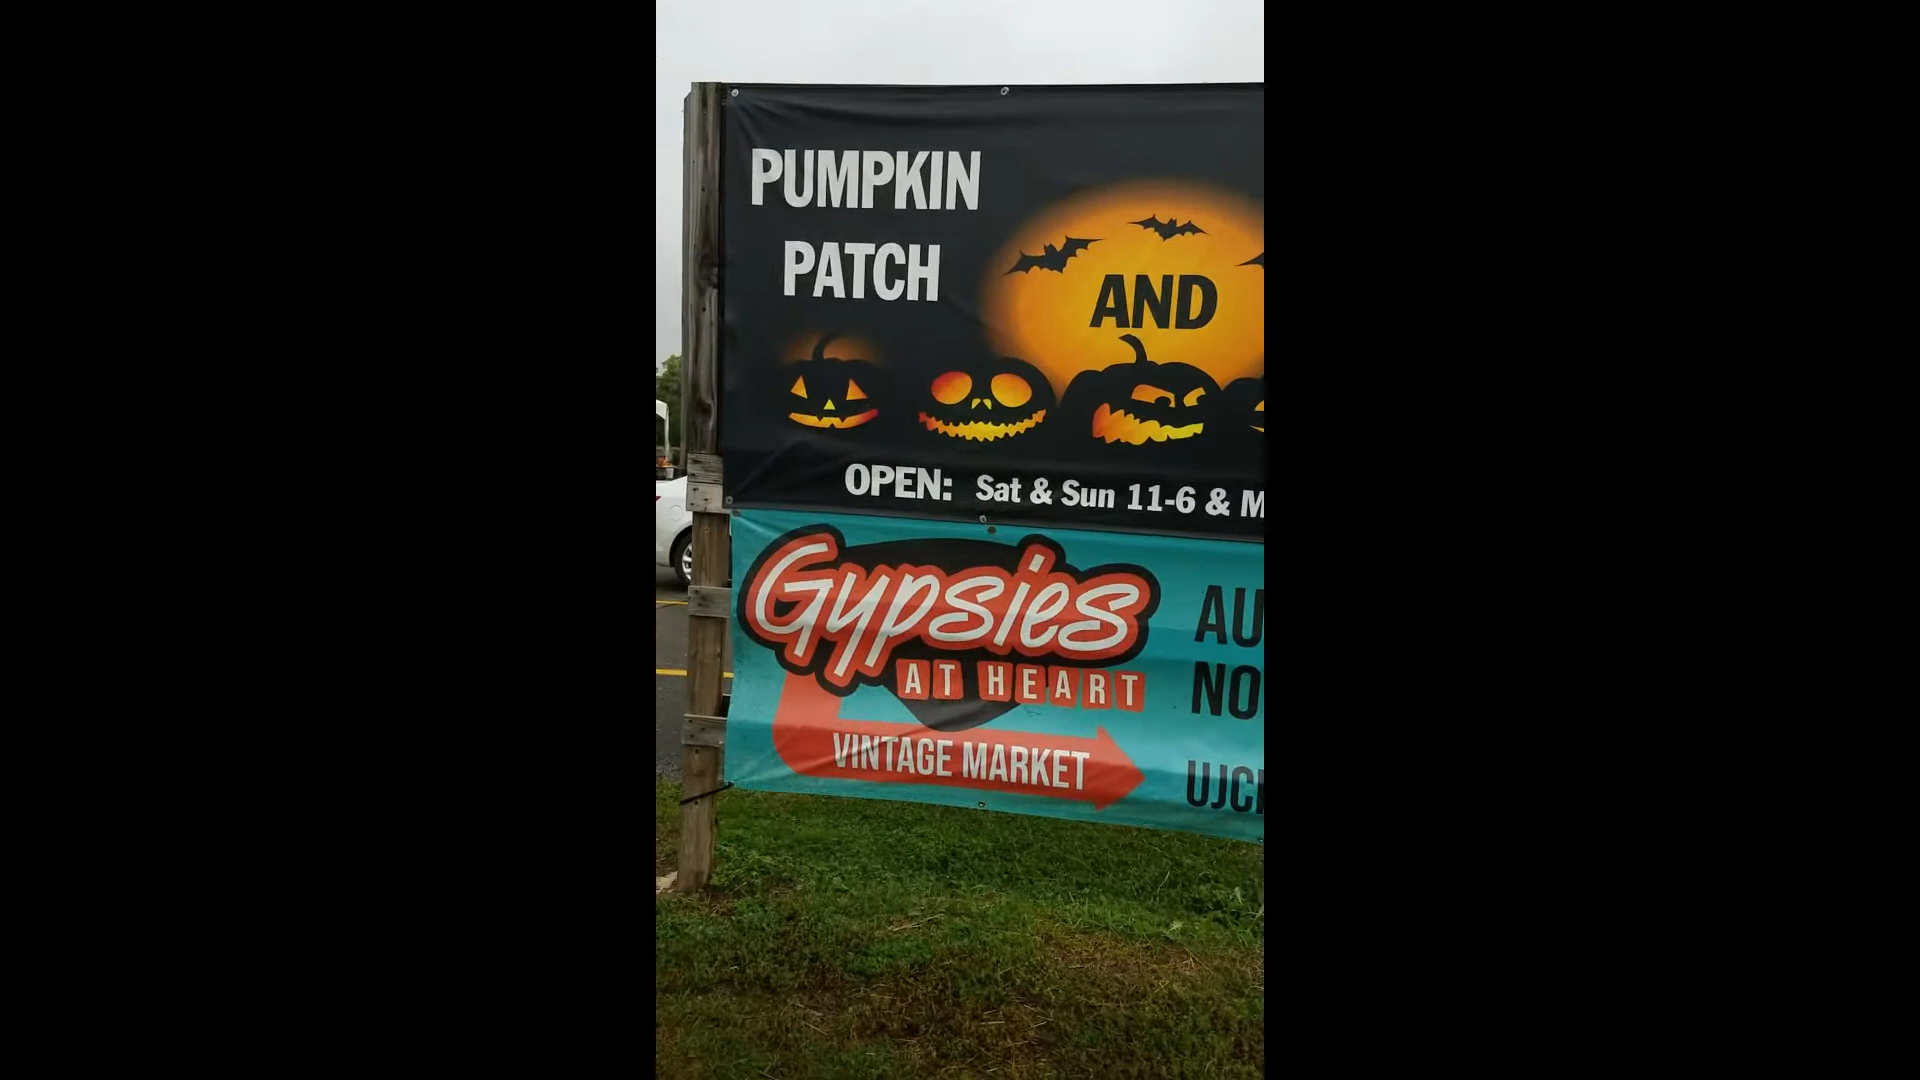 PUMPKIN
PATCH
AND
OPEN: Sat & Sun 11-6 &
Gypsies
AT HEART
VINTAGE MARKET